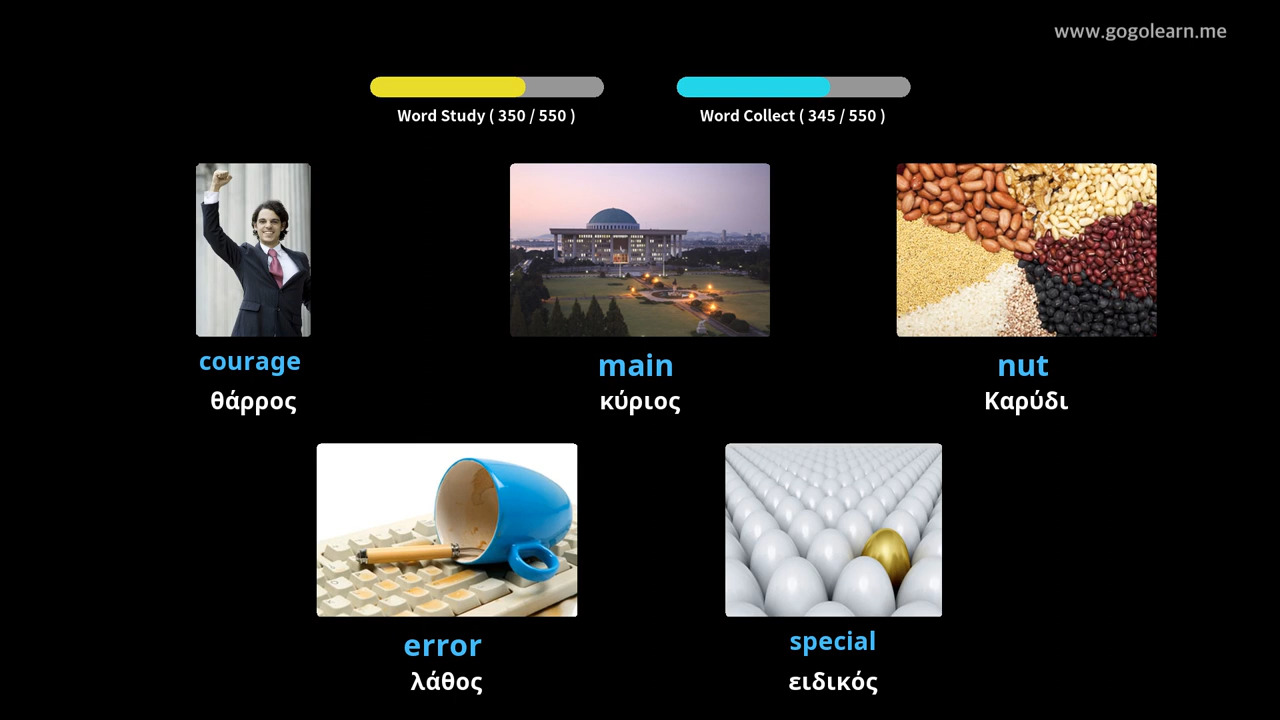 www.gogolearn.me
Word Study ( 350 / 550 )
Word Collect ( 345 / 550 )
courage
θάρρος
main
κύριος
nut
Καρύδι
error
λάθος
special
ειδικός